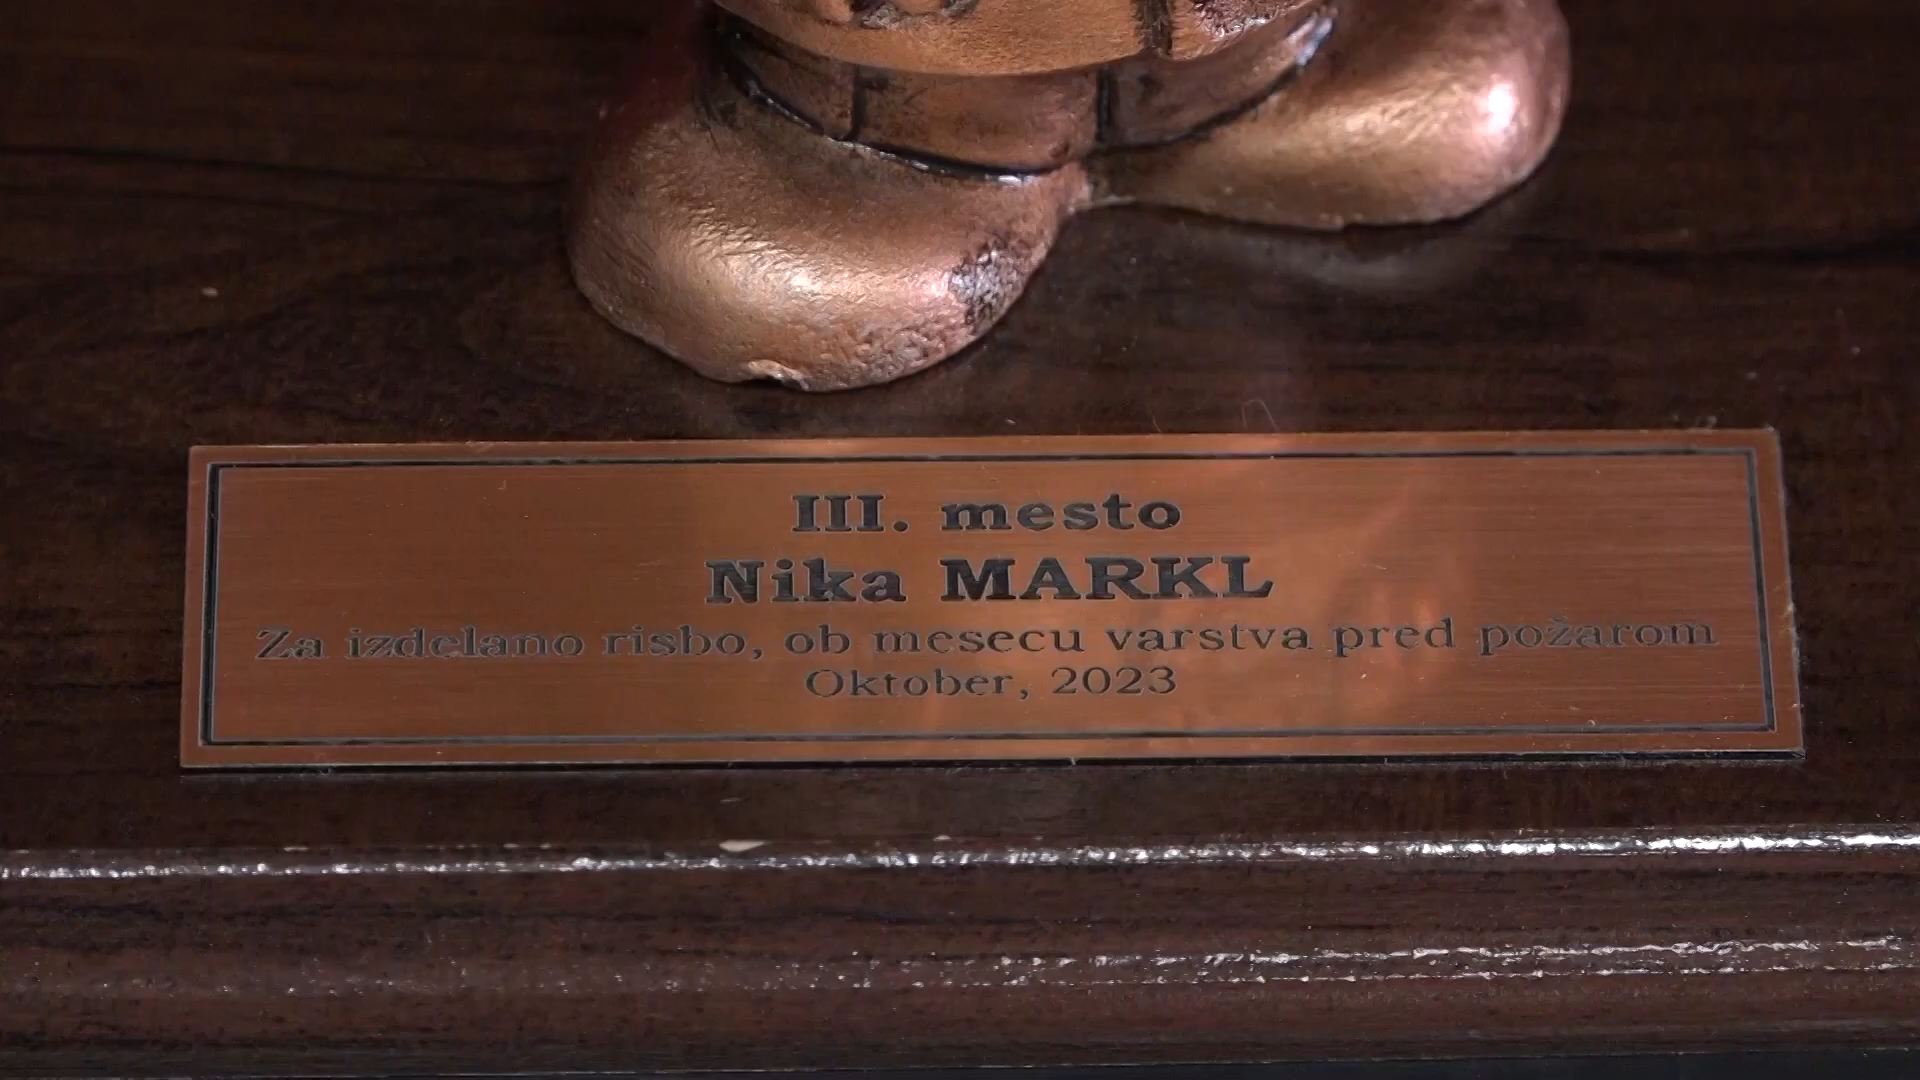 III. mesto
Nika MARKL
Za izdelano risbo, ob mesecu varstva pred požarom
Oktober, 2023